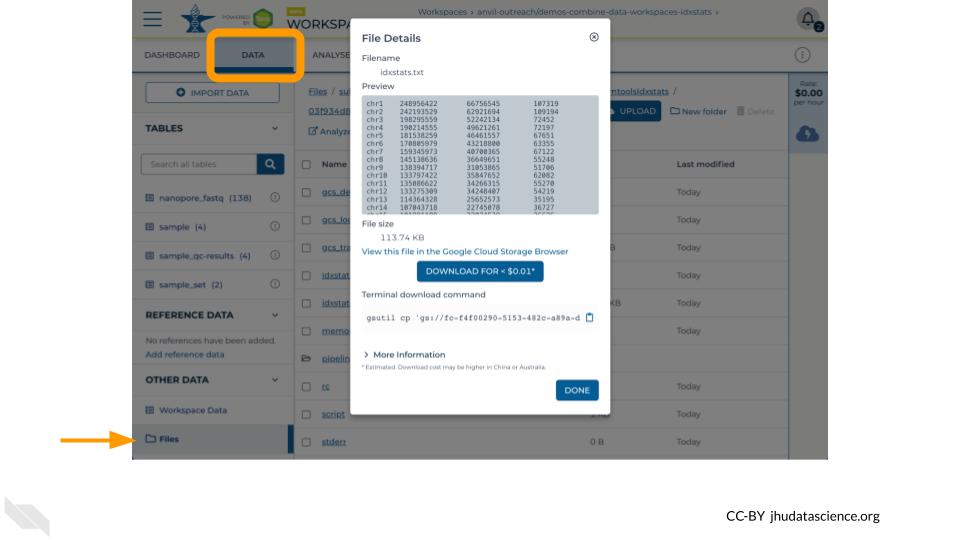 POWERED BY
BETA
WORKSPA
Workspaces › anvil-outreach/demos-combine-data-workspaces-idxstats ›
2
DASHBOARD DATA ANALYSE
IMPORT DATA
TABLES
Search all tables
nanopore_fastq (138)
sample (4)
sample_qc-results (4)
sample_set (2)
REFERENCE DATA
No references have been added.
Add reference data
OTHER DATA
Workspace Data
Files
Files / su
mtoolsIdxstats /
03f934d8
UPLOAD New folder Delete
Analyze
Rate:
$0.00
per hour
Name Last modified
gcs_de Today
gcs_lo Today
gcs_tra B Today
idxstat Today
idxstat KB Today
memo Today
pipelin
rc Today
script Today
stderr 0 B Today
File Details
Filename
idxstats.txt
Preview
chr1 248956422 66756545 107319
chr2 242193529 62921694 109194
chr3 198295559 52242134 72452
chr4 190214555 49621261 72197
chr5 181538259 46461557 67651
chr6 170805979 43218800 63355
chr7 159345973 40700365 67122
chr8 145138636 36649651 55248
chr9 138394717 31053865 51706
chr10 133797422 35847652 62082
chr11 135086622 34266315 55270
chr12 133275309 34248407 54219
chr13 114364328 25652573 35195
chr14 107043718 22745078 36727
File size
113.74 KB
View this file in the Google Cloud Storage Browser
DOWNLOAD FOR < $0.01*
Terminal download command
gsutil cp 'gs://fc-f4f00290-5153-482c-a89a-d
More Information
* Estimated. Download cost may be higher in China or Australia.
DONE
CC-BY jhudatascience.org